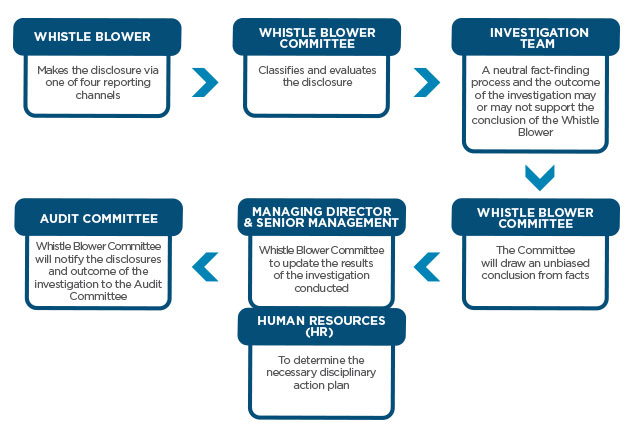 WHISTLE BLOWER
Makes the disclosure via
one of four reporting
channels
WHISTLE BLOWER
COMMITTEE
Classifies and evaluates
the disclosure
INVESTIGATION
TEAM
A neutral fact-finding
process and the outcome
of the investigation may
or may not support the
conclusion of the Whistle
Blower
WHISTLE BLOWER
COMMITTEE
The Committee
will draw an unbiased
conclusion from facts
MANAGING DIRECTOR
& SENIOR MANAGEMENT
Whistle Blower Committee
to update the results
of the investigation
conducted
HUMAN RESOURCES
(HR)
To determine the
necessary disciplinary
action plan
AUDIT COMMITTEE
Whistle Blower Committee
will notify the disclosures
and outcome of the
investigation to the Audit
Committee